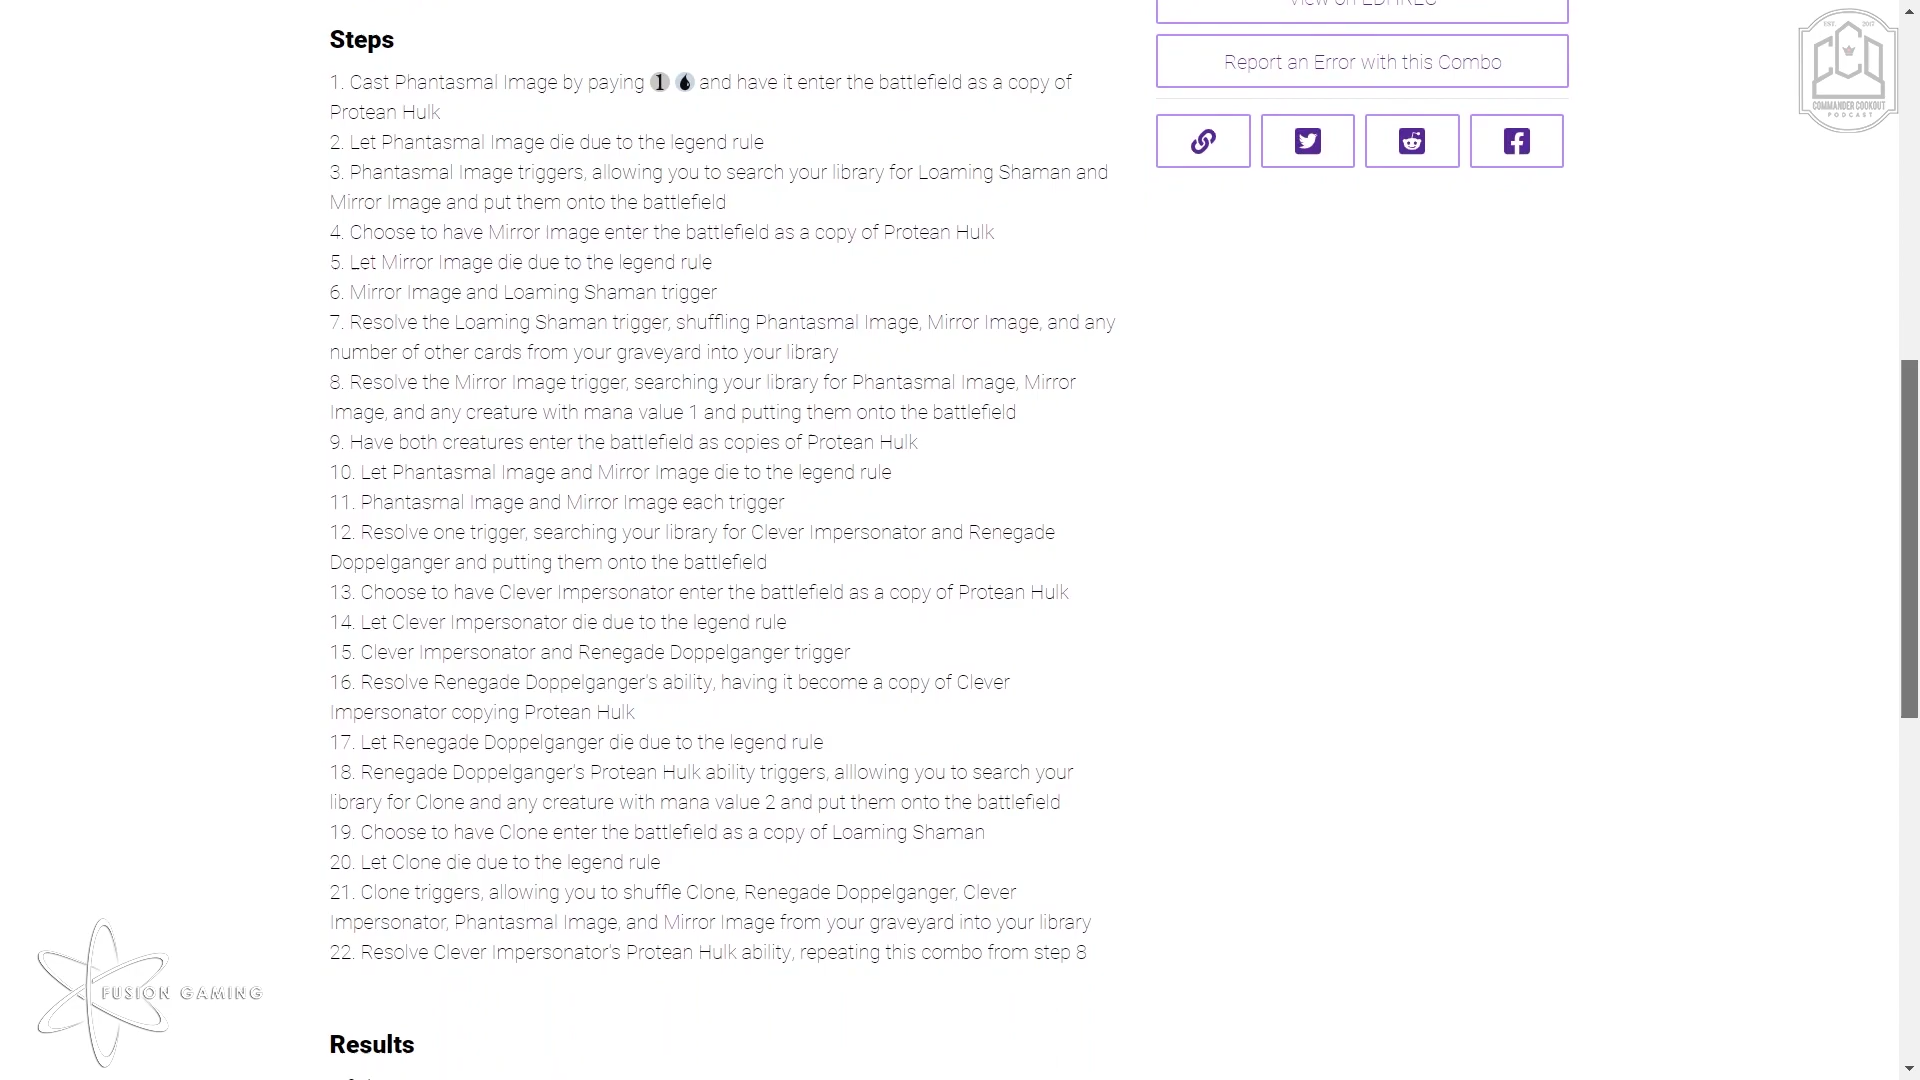 View on EDHREC
Steps
Report an Error with this Combo
1. Cast Phantasmal Image by paying 1 and have it enter the battlefield as a copy of
Protean Hulk
2. Let Phantasmal Image die due to the legend rule
3. Phantasmal Image triggers, allowing you to search your library for Loaming Shaman and
Mirror Image and put them onto the battlefield
4. Choose to have Mirror Image enter the battlefield as a copy of Protean Hulk
5. Let Mirror Image die due to the legend rule
6. Mirror Image and Loaming Shaman trigger
7. Resolve the Loaming Shaman trigger, shuffling Phantasmal Image, Mirror Image, and any
number of other cards from your graveyard into your library
8. Resolve the Mirror Image trigger, searching your library for Phantasmal Image, Mirror
Image, and any creature with mana value 1 and putting them onto the battlefield
9. Have both creatures enter the battlefield as copies of Protean Hulk
10. Let Phantasmal Image and Mirror Image die to the legend rule
11. Phantasmal Image and Mirror Image each trigger
12. Resolve one trigger, searching your library for Clever Impersonator and Renegade
Doppelganger and putting them onto the battlefield
13. Choose to have Clever Impersonator enter the battlefield as a copy of Protean Hulk
14. Let Clever Impersonator die due to the legend rule
15. Clever Impersonator and Renegade Doppelganger trigger
16. Resolve Renegade Doppelganger's ability, having it become a copy of Clever
Impersonator copying Protean Hulk
17. Let Renegade Doppelganger die due to the legend rule
18. Renegade Doppelganger's Protean Hulk ability triggers, alllowing you to search your
library for Clone and any creature with mana value 2 and put them onto the battlefield
19. Choose to have Clone enter the battlefield as a copy of Loaming Shaman
20. Let Clone die due to the legend rule
21. Clone triggers, allowing you to shuffle Clone, Renegade Doppelganger, Clever
Impersonator, Phantasmal Image, and Mirror Image from your graveyard into your library
22. Resolve Clever Impersonator's Protean Hulk ability, repeating this combo from step 8
Results
EST. 2017
CCO
COMMANDER COOKOUT
PODCAST
FUSION GAMING